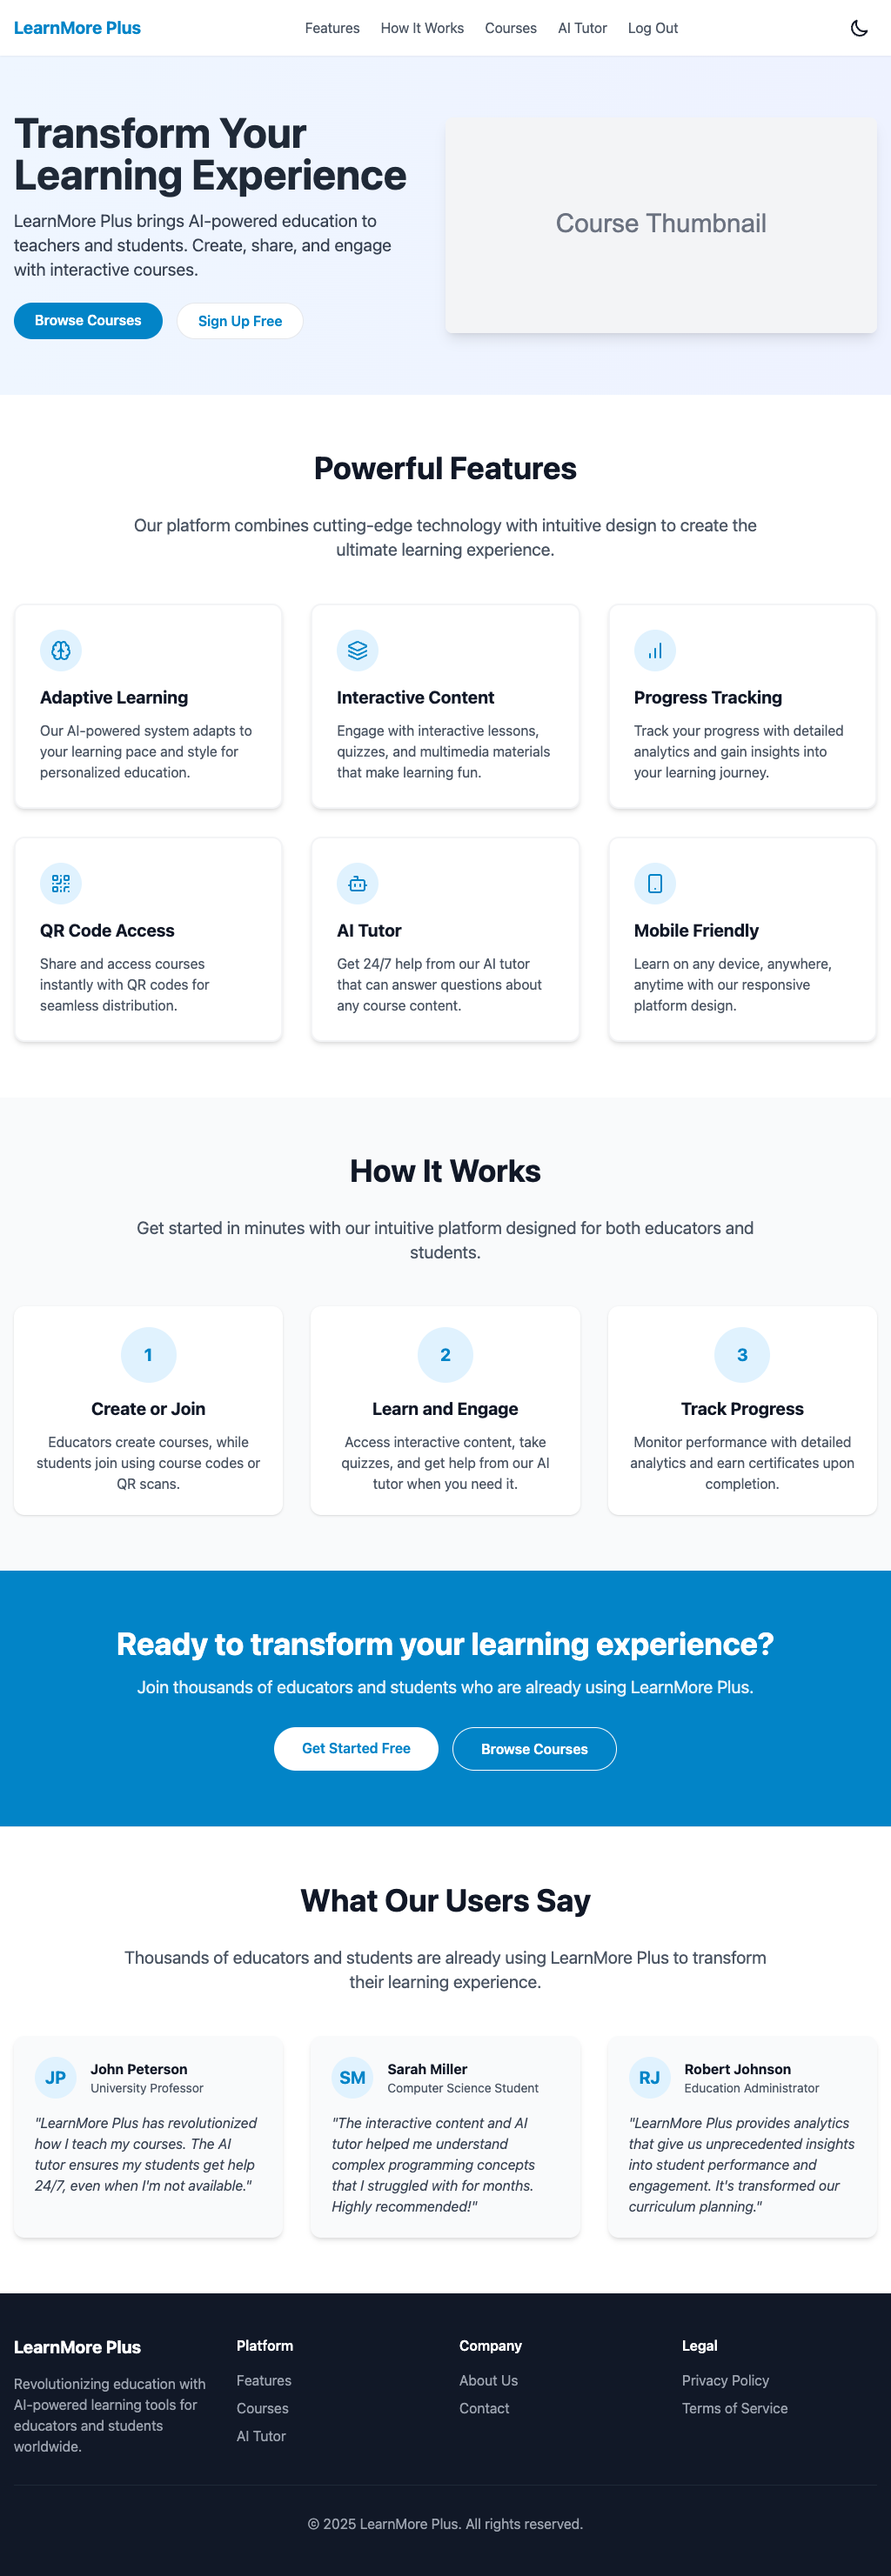 LearnMore Plus
Features
How It Works
Courses
AI Tutor
Log Out
Transform Your
Learning Experience
LearnMore Plus brings AI-powered education to
teachers and students. Create, share, and engage
with interactive courses.
Browse Courses
Sign Up Free
Course Thumbnail
Powerful Features
Our platform combines cutting-edge technology with intuitive design to create the
ultimate learning experience.
Adaptive Learning
Our AI-powered system adapts to
your learning pace and style for
personalized education.
Interactive Content
Engage with interactive lessons,
quizzes, and multimedia materials
that make learning fun.
Progress Tracking
Track your progress with detailed
analytics and gain insights into
your learning journey.
QR Code Access
Share and access courses
instantly with QR codes for
seamless distribution.
AI Tutor
Get 24/7 help from our AI tutor
that can answer questions about
any course content.
Mobile Friendly
Learn on any device, anywhere,
anytime with our responsive
platform design.
How It Works
Get started in minutes with our intuitive platform designed for both educators and
students.
1
Create or Join
Educators create courses, while
students join using course codes or
QR scans.
2
Learn and Engage
Access interactive content, take
quizzes, and get help from our AI
tutor when you need it.
3
Track Progress
Monitor performance with detailed
analytics and earn certificates upon
completion.
Ready to transform your learning experience?
Join thousands of educators and students who are already using LearnMore Plus.
Get Started Free
Browse Courses
What Our Users Say
Thousands of educators and students are already using LearnMore Plus to transform
their learning experience.
JP
John Peterson
University Professor
"LearnMore Plus has revolutionized
how I teach my courses. The AI
tutor ensures my students get help
24/7, even when I'm not available."
SM
Sarah Miller
Computer Science Student
"The interactive content and AI
tutor helped me understand
complex programming concepts
that I struggled with for months.
Highly recommended!"
RJ
Robert Johnson
Education Administrator
"LearnMore Plus provides analytics
that give us unprecedented insights
into student performance and
engagement. It's transformed our
curriculum planning."
LearnMore Plus
Revolutionizing education with
AI-powered learning tools for
educators and students
worldwide.
Platform
Features
Courses
AI Tutor
Company
About Us
Contact
Legal
Privacy Policy
Terms of Service
© 2025 LearnMore Plus. All rights reserved.